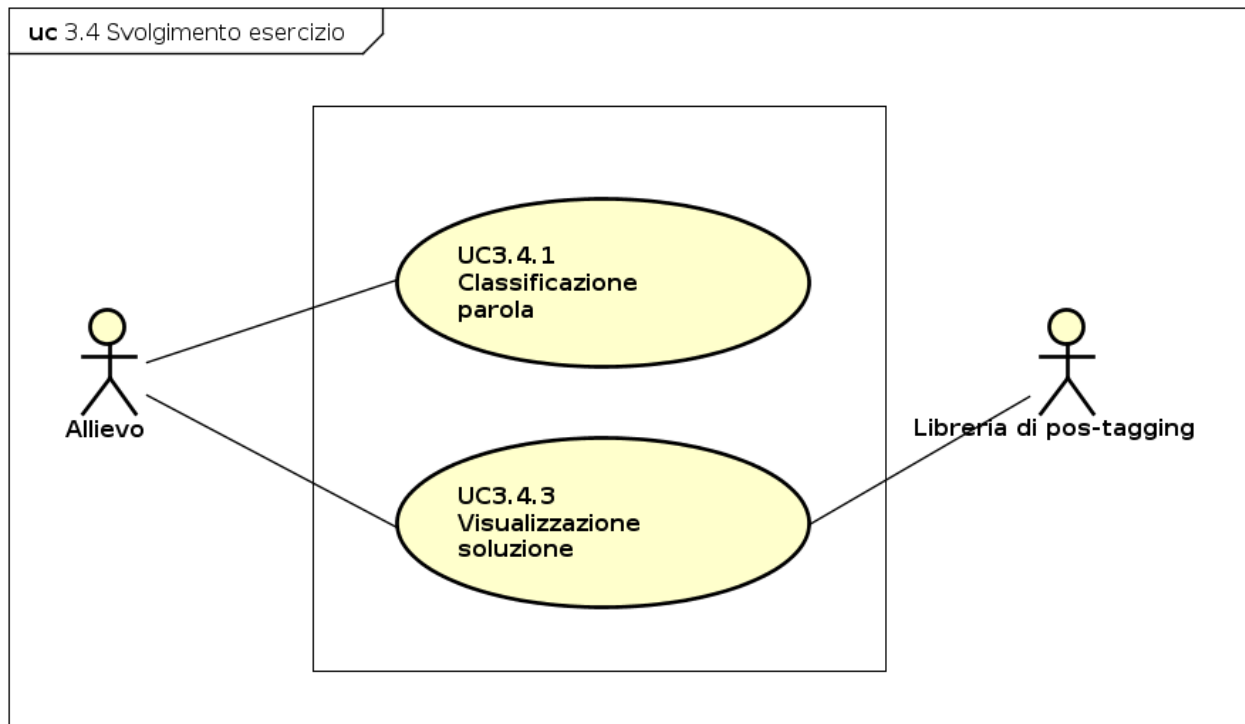 uc 3.4 Svolgimento esercizio
UC3.4.1
Classificazione
parola
Allievo
Libreria di pos-tagging
UC3.4.3
Visualizzazione
soluzione